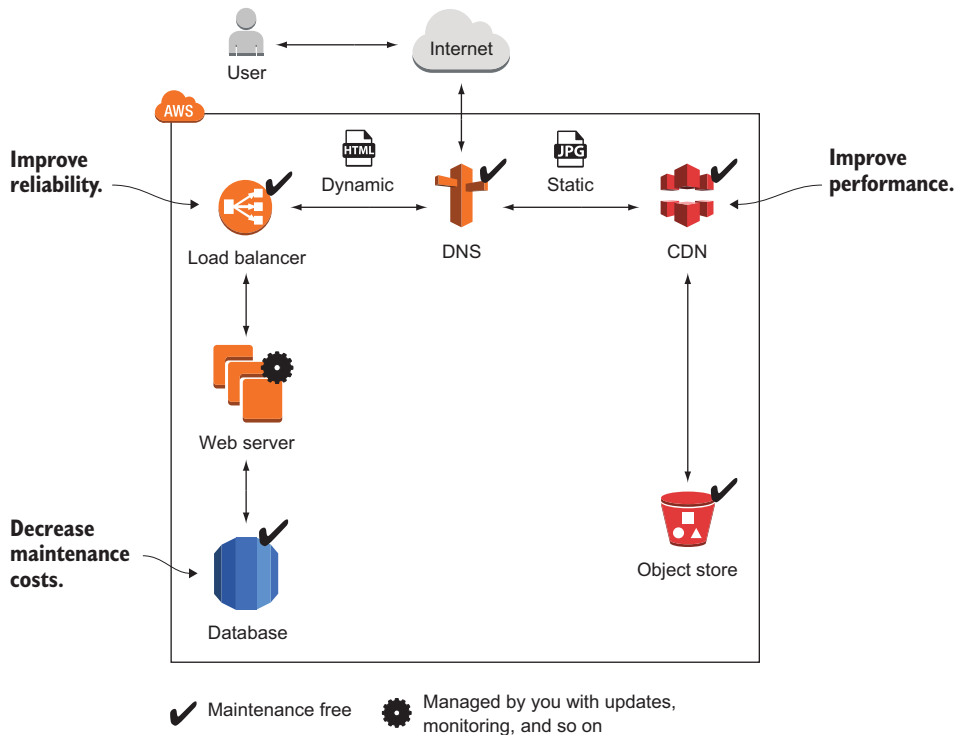 User
Internet
AWS
HTML
JPG
Improve
reliability.
Dynamic
Static
Improve
performance.
Load balancer
DNS
CDN
Web server
Decrease
maintenance
costs.
Object store
Database
Maintenance free
Managed by you with updates,
monitoring, and so on